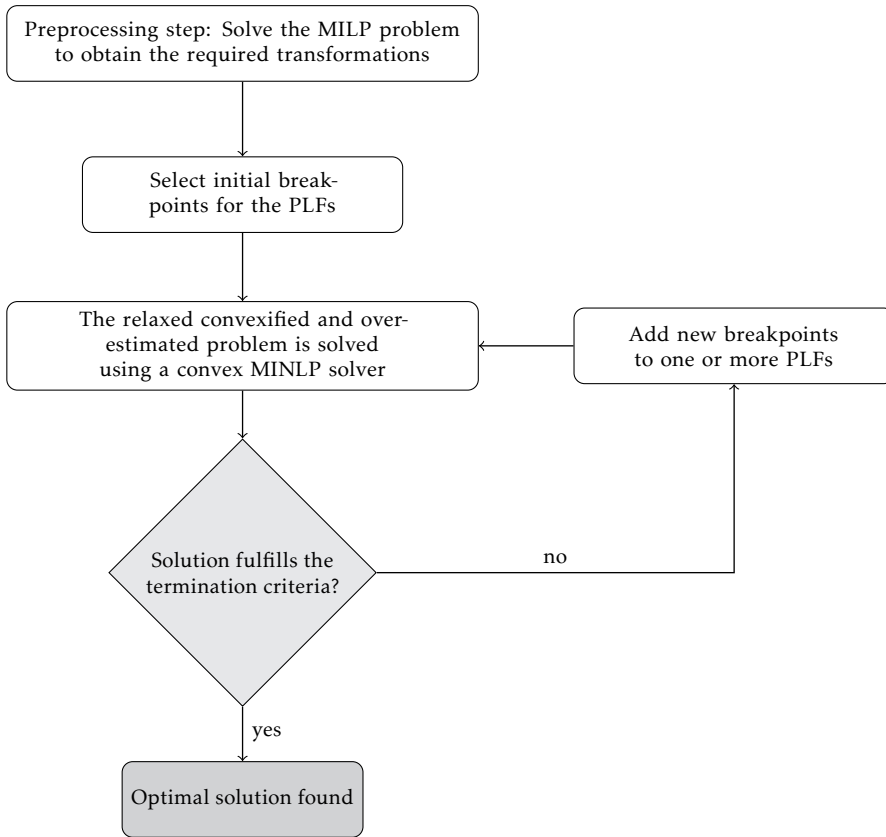 Preprocessing step: Solve the MILP problem
to obtain the required transformations
Select initial break-
points for the PLFs
The relaxed convexified and over-
estimated problem is solved
using a convex MINLP solver
Add new breakpoints
to one or more PLFs
Solution fulfills the
termination criteria?
no
yes
Optimal solution found